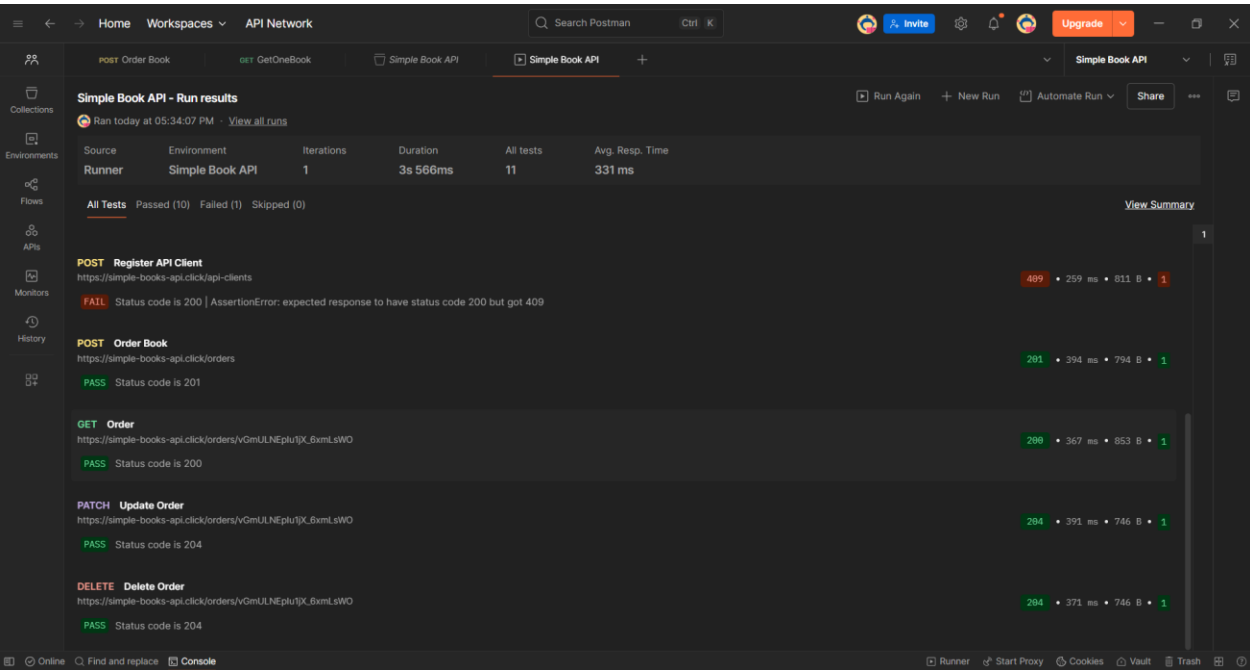 Home Workspaces API Network Search Postman Ctrl K Invite Upgrade
POST Order Book GET GetOneBook Simple Book API Simple Book API Simple Book API
Collections
Environments
Flows
APIs
Monitors
History
Simple Book API - Run results Run Again New Run Automate Run Share
Ran today at 05:34:07 PM · View all runs
Source Environment Iterations Duration All tests Avg. Resp. Time
Runner Simple Book API 1 3s 566ms 11 331 ms
All Tests Passed (10) Failed (1) Skipped (0) View Summary
1
POST Register API Client
https://simple-books-api.click/api-clients
409 • 259 ms • 811 B • 1
FAIL Status code is 200 | AssertionError: expected response to have status code 200 but got 409
POST Order Book
https://simple-books-api.click/orders
201 • 394 ms • 794 B • 1
PASS Status code is 201
GET Order
https://simple-books-api.click/orders/vGmULNEplu1jX_6xmLsWO
200 • 367 ms • 853 B • 1
PASS Status code is 200
PATCH Update Order
https://simple-books-api.click/orders/vGmULNEplu1jX_6xmLsWO
204 • 391 ms • 746 B • 1
PASS Status code is 204
DELETE Delete Order
https://simple-books-api.click/orders/vGmULNEplu1jX_6xmLsWO
204 • 371 ms • 746 B • 1
PASS Status code is 204
Online Find and replace Console Runner Start Proxy Cookies Vault Trash